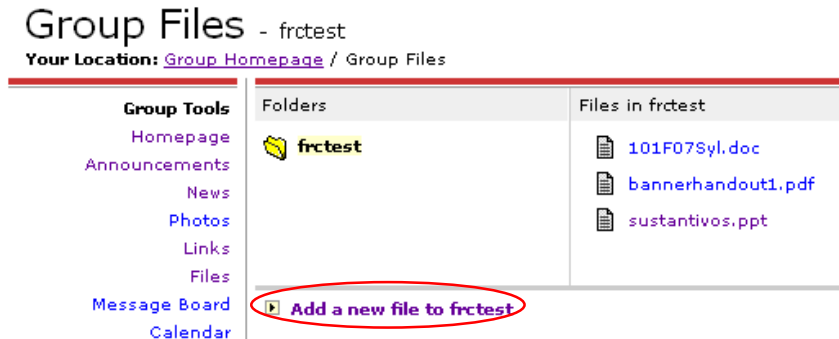 Group Files - frctest
Your Location: Group Homepage / Group Files
Group Tools
Homepage
Announcements
News
Photos
Links
Files
Message Board
Calendar
Folders
frctest
Files in frctest
101F07Syl.doc
bannerhandout1.pdf
sustantivos.ppt
Add a new file to frctest